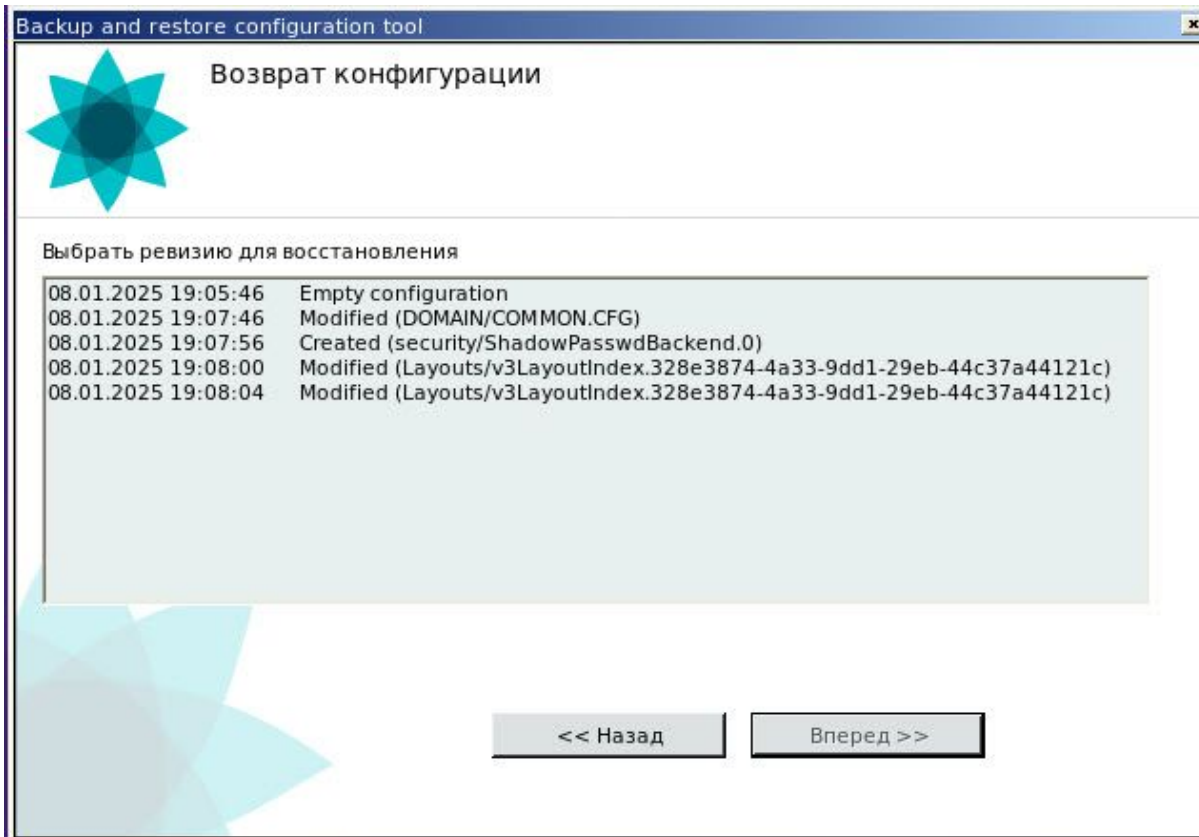 Backup and restore configuration tool
Возврат конфигурации
Выбрать ревизию для восстановления
08.01.2025 19:05:46 Empty configuration
08.01.2025 19:07:46 Modified (DOMAIN/COMMON.CFG)
08.01.2025 19:07:56 Created (security/ShadowPasswdBackend.0)
08.01.2025 19:08:00 Modified (Layouts/v3LayoutIndex.328e3874-4a33-9dd1-29eb-44c37a44121c)
08.01.2025 19:08:04 Modified (Layouts/v3LayoutIndex.328e3874-4a33-9dd1-29eb-44c37a44121c)
<< Назад Вперед >>